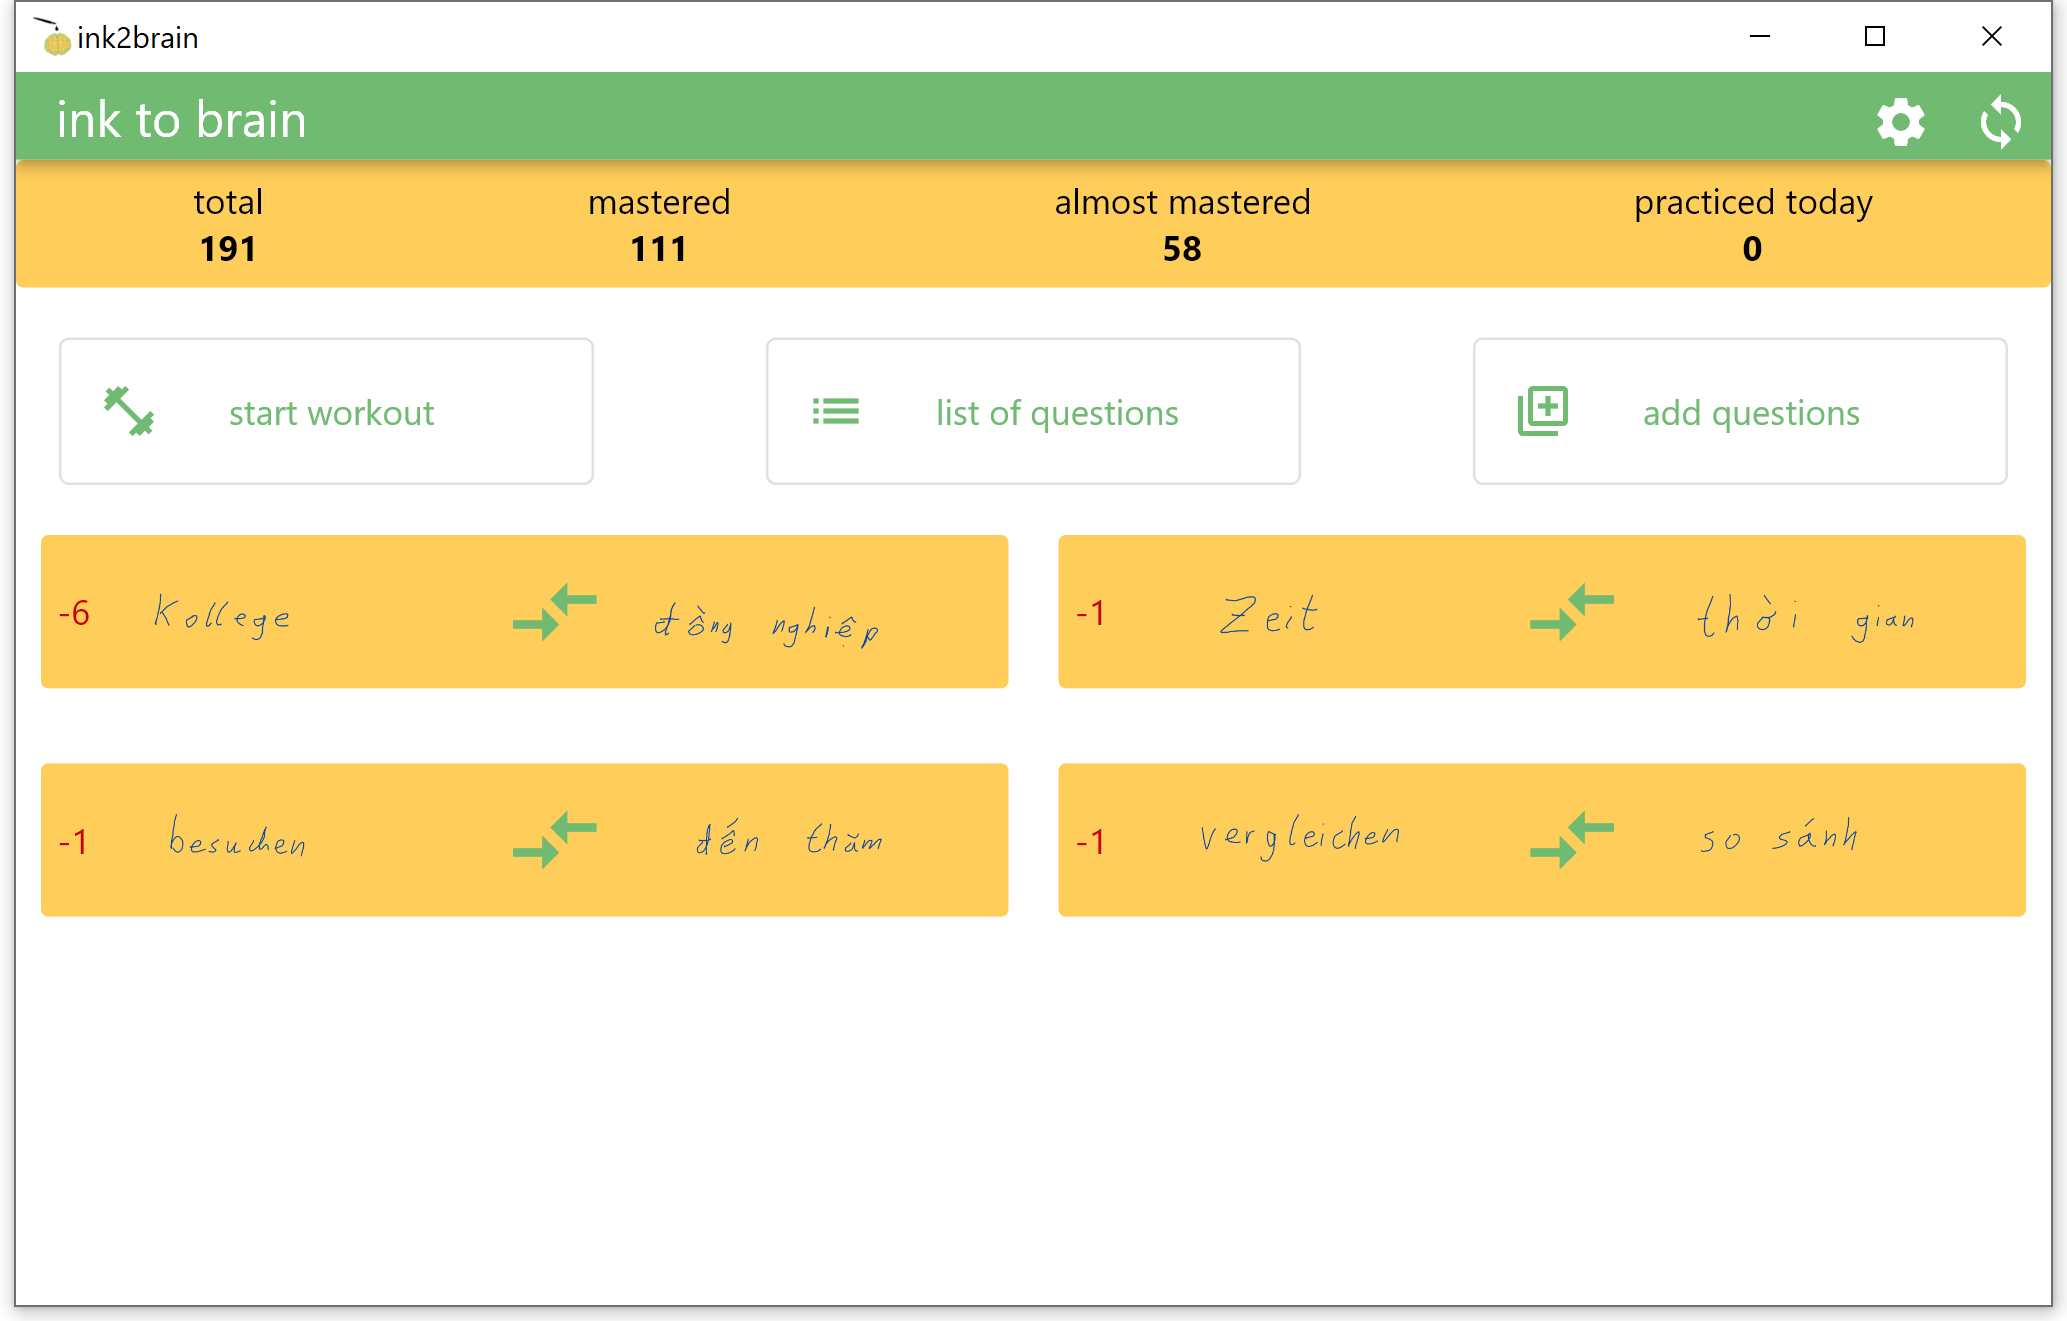 ink2brain
ink to brain
total mastered almost mastered practiced today
191 111 58 0
start workout list of questions add questions
-6 Kollege đồng nghiệp -1 Zeit thời gian
-1 besuchen đến thăm -1 vergleichen so sánh